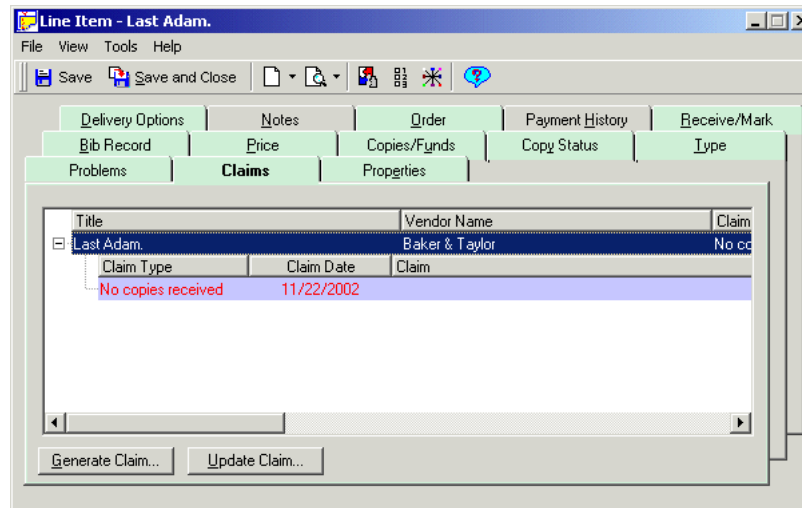 Line Item - Last Adam.
File View Tools Help
Save Save and Close
Delivery Options Notes Order Payment History Receive/Mark
Bib Record Price Copies/Funds Copy Status Type
Problems Claims Properties
Title Vendor Name Claim
Last Adam. Baker & Taylor No co
Claim Type Claim Date Claim
No copies received 11/22/2002
Generate Claim... Update Claim...